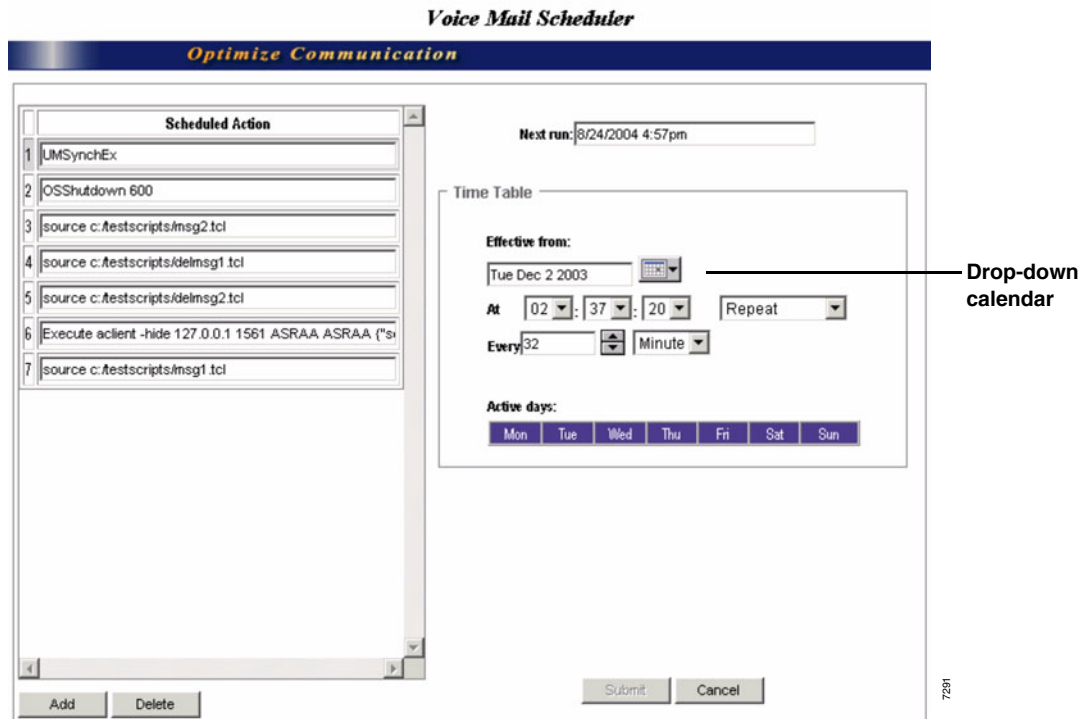 Voice Mail Scheduler
Optimize Communication
Scheduled Action
1 UMSynchEx
2 OSShutdown 600
3 source c:/testscripts/msg2.tcl
4 source c:/testscripts/delmsg1.tcl
5 source c:/testscripts/delmsg2.tcl
6 Execute aclient -hide 127.0.0.1 1561 ASRAA ASRAA {"s
7 source c:/testscripts/msg1.tcl
Add Delete
Next run: 8/24/2004 4:57pm
Time Table
Effective from:
Tue Dec 2 2003
At 02 : 37 : 20 Repeat
Every 32 Minute
Active days:
Mon Tue Wed Thu Fri Sat Sun
Submit Cancel
Drop-down
calendar
7291